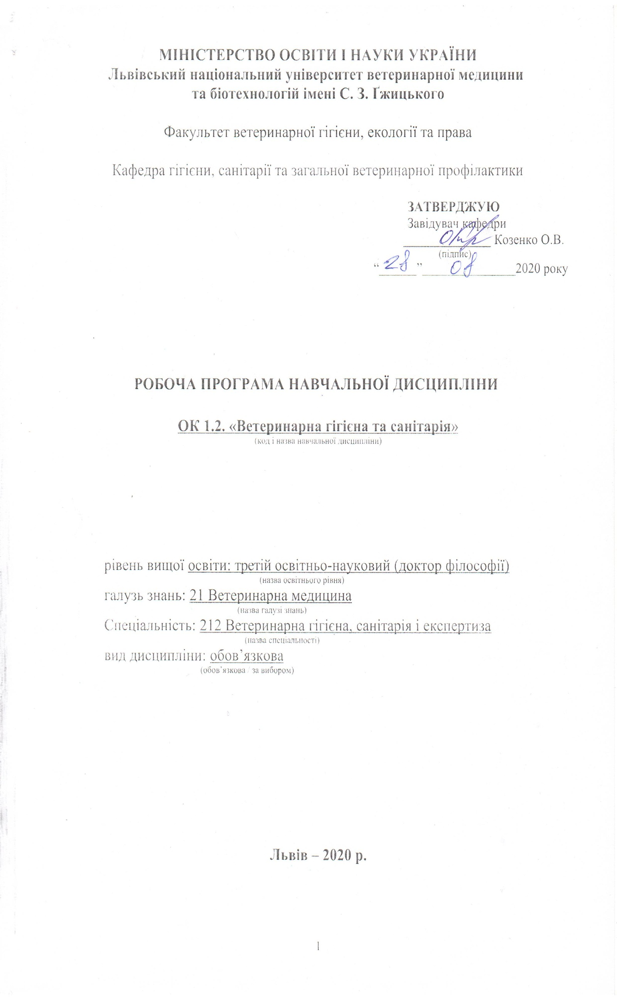 МІНІСТЕРСТВО ОСВІТИ І НАУКИ УКРАЇНИ
Львівський національний університет ветеринарної медицини
та біотехнологій імені С. З. Ґжицького
Факультет ветеринарної гігієни, екології та права
Кафедра гігієни, санітарії та загальної ветеринарної профілактики
ЗАТВЕРДЖУЮ
Завідувач кафедри
Козенко О.В.
(підпис)
“ 28 ” 08 2020 року
РОБОЧА ПРОГРАМА НАВЧАЛЬНОЇ ДИСЦИПЛІНИ
ОК 1.2. «Ветеринарна гігієна та санітарія»
(код і назва навчальної дисципліни)
рівень вищої освіти: третій освітньо-науковий (доктор філософії)
(назва освітнього рівня)
галузь знань: 21 Ветеринарна медицина
(назва галузі знань)
Спеціальність: 212 Ветеринарна гігієна, санітарія і експертиза
(назва спеціальності)
вид дисципліни: обов’язкова
(обов’язкова / за вибором)
Львів – 2020 р.
1